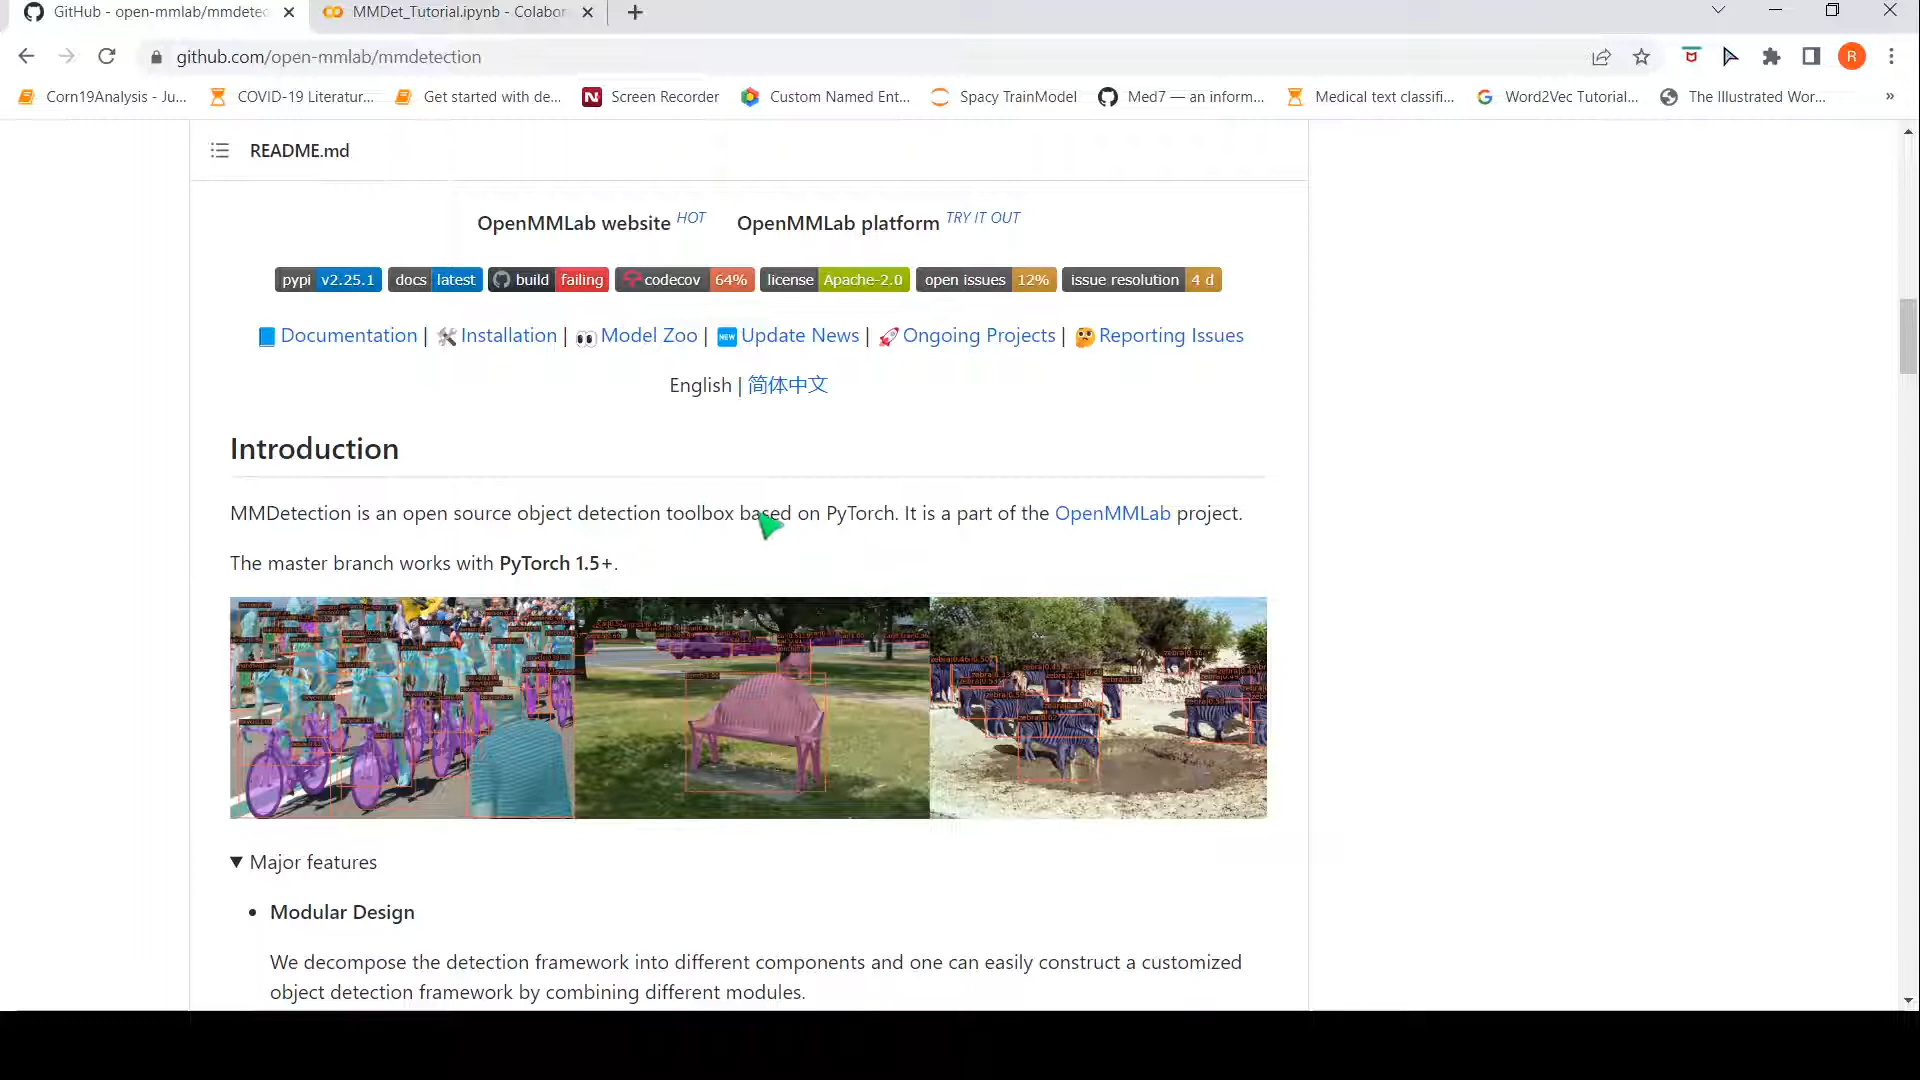 GitHub - open-mmlab/mmdetec
MMDet_Tutorial.ipynb - Colabor
github.com/open-mmlab/mmdetection
R
Corn19Analysis - Ju...
COVID-19 Literatur...
Get started with de...
N Screen Recorder
Custom Named Ent...
Spacy TrainModel
Med7 — an inform...
Medical text classifi...
Word2Vec Tutorial...
The Illustrated Wor...
»
README.md
OpenMMLab website HOT OpenMMLab platform TRY IT OUT
pypi v2.25.1 docs latest build failing codecov 64% license Apache-2.0 open issues 12% issue resolution 4 d
Documentation | Installation | Model Zoo | NEW Update News | Ongoing Projects | Reporting Issues
English | 简体中文
Introduction
MMDetection is an open source object detection toolbox based on PyTorch. It is a part of the OpenMMLab project.
The master branch works with PyTorch 1.5+.
Major features
• Modular Design
We decompose the detection framework into different components and one can easily construct a customized
object detection framework by combining different modules.